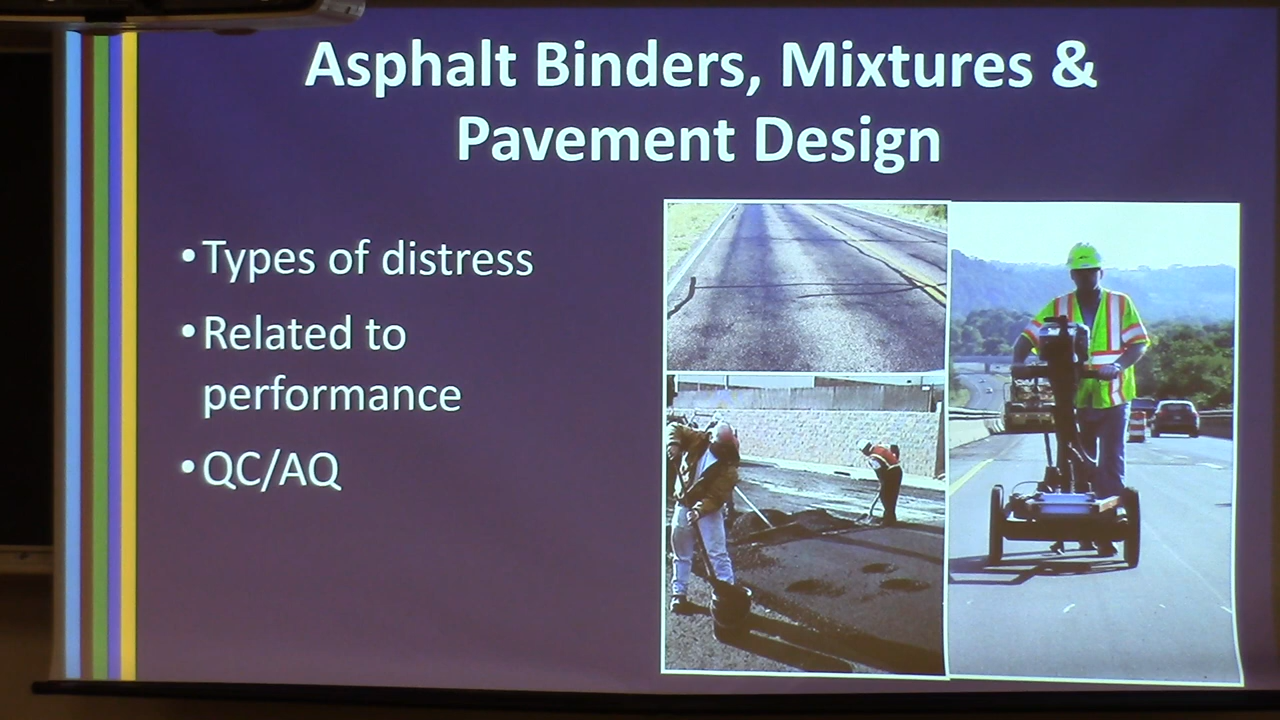 Asphalt Binders, Mixtures &
Pavement Design
• Types of distress
• Related to
performance
• QC/AQ